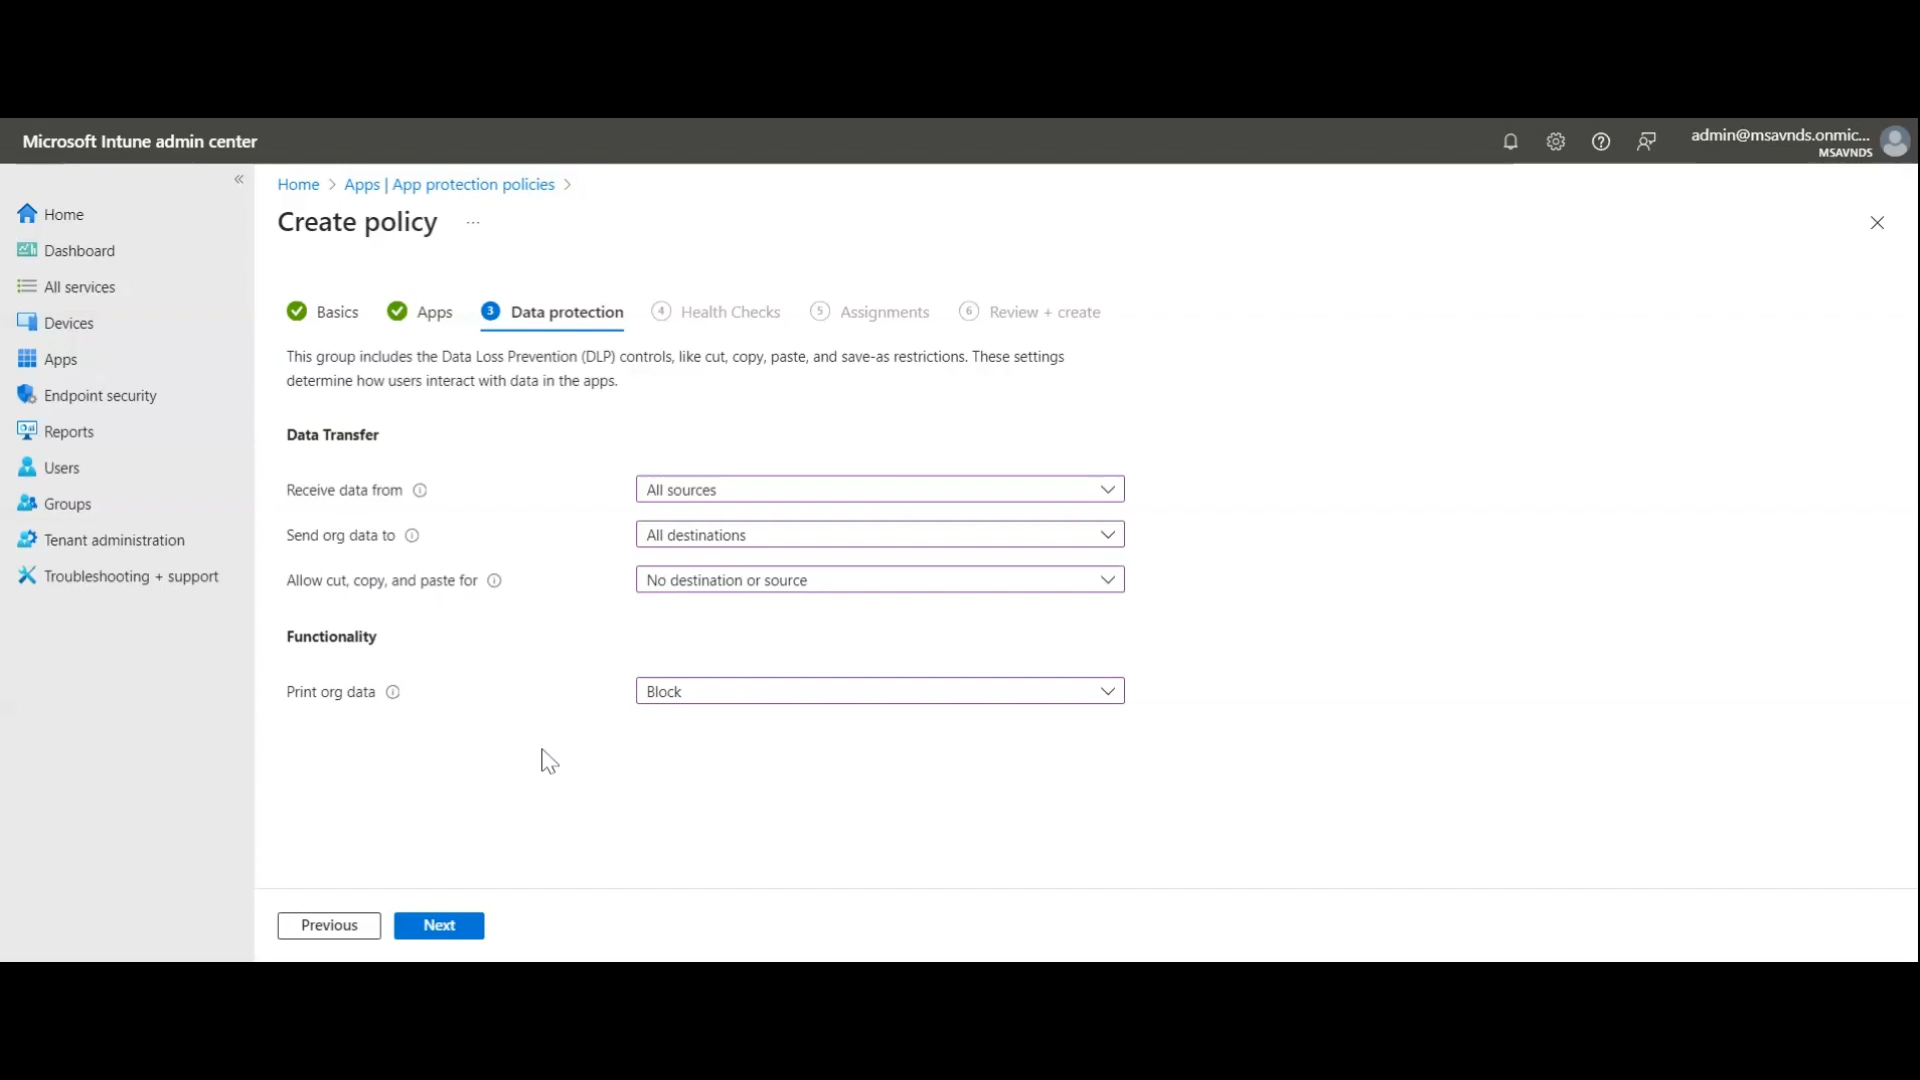 Microsoft Intune admin center
admin@msavnds.onmic...
MSAVNDS
«
Home
Dashboard
All services
Devices
Apps
Endpoint security
Reports
Users
Groups
Tenant administration
Troubleshooting + support
Home > Apps | App protection policies >
Create policy ...
Basics
Apps
3 Data protection
4 Health Checks
5 Assignments
6 Review + create
This group includes the Data Loss Prevention (DLP) controls, like cut, copy, paste, and save-as restrictions. These settings
determine how users interact with data in the apps.
Data Transfer
Receive data from
All sources
Send org data to
All destinations
Allow cut, copy, and paste for
No destination or source
Functionality
Print org data
Block
Previous
Next